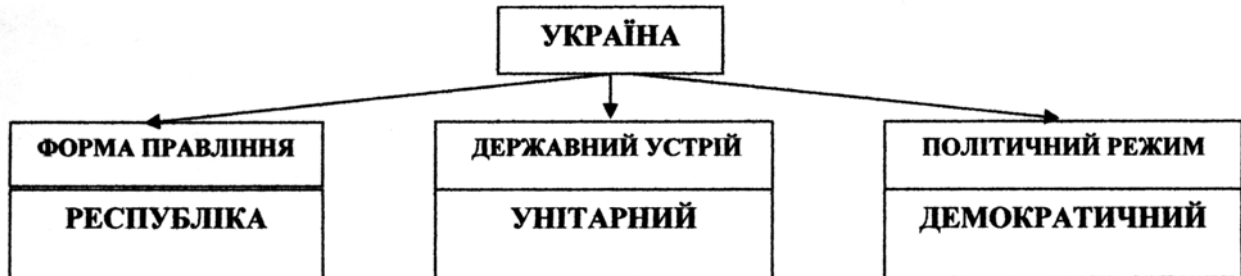 УКРАЇНА
ФОРМА ПРАВЛІННЯ
ДЕРЖАВНИЙ УСТРІЙ
ПОЛІТИЧНИЙ РЕЖИМ
РЕСПУБЛІКА
УНІТАРНИЙ
ДЕМОКРАТИЧНИЙ